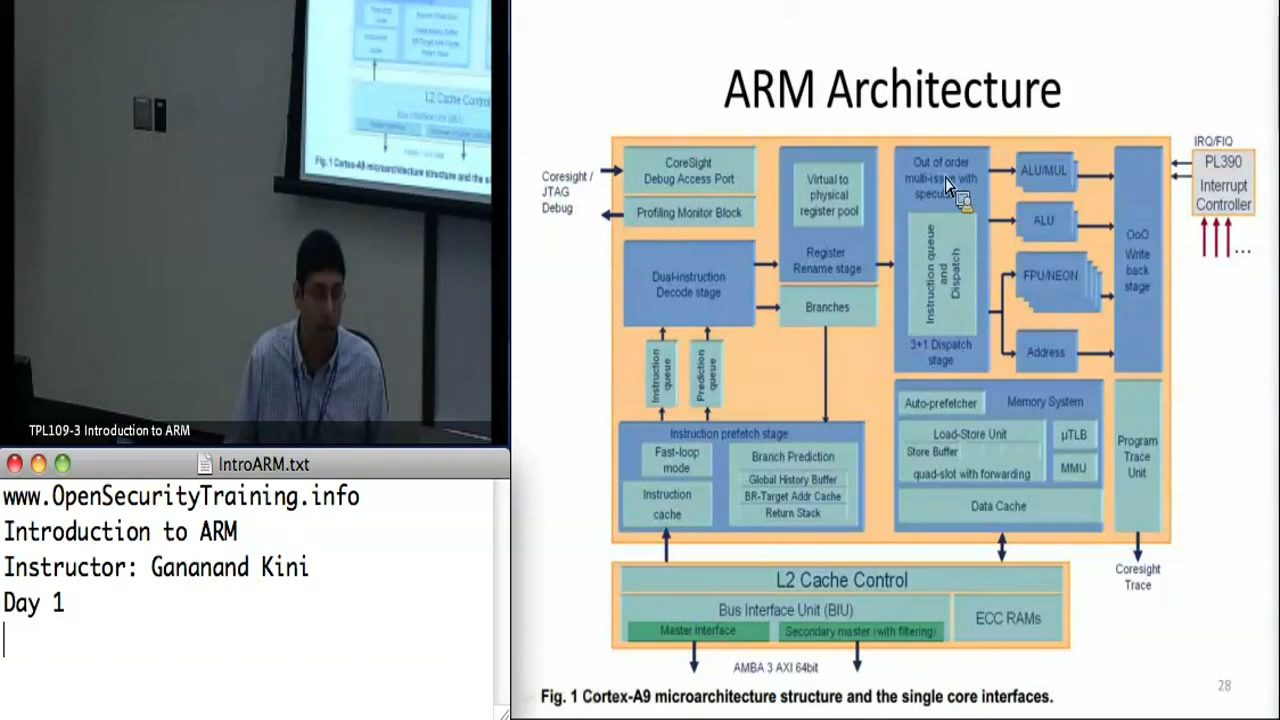 L2 Cache Control
Fig. 1 Cortex-A9 microarchitecture structure and the si
TPL109-3 Introduction to ARM
IntroARM.txt
www.OpenSecurityTraining.info
Introduction to ARM
Instructor: Gananand Kini
Day 1
ARM Architecture
Coresight /
JTAG
Debug
CoreSight
Debug Access Port
Profiling Monitor Block
Dual-instruction
Decode stage
Virtual to
physical
register pool
Register
Rename stage
Branches
Out of order
multi-issue with
Instruction queue
and
Dispatch
3+1 Dispatch
stage
ALU/MUL
ALU
FPU/NEON
Address
OoO
Write
back
stage
IRQ/FIQ
PL390
Interrupt
Controller
...
Instruction
queue
Prediction
queue
Instruction prefetch stage
Fast-loop
mode
Instruction
cache
Branch Prediction
Global History Buffer
BR-Target Addr Cache
Return Stack
Auto-prefetcher
Memory System
Load-Store Unit
Store Buffer
quad-slot with forwarding
µTLB
MMU
Data Cache
Program
Trace
Unit
Coresight
Trace
L2 Cache Control
Bus Interface Unit (BIU)
Master Interface
Secondary master (with filtering)
ECC RAMs
AMBA 3 AXI 64bit
Fig. 1 Cortex-A9 microarchitecture structure and the single core interfaces.
28